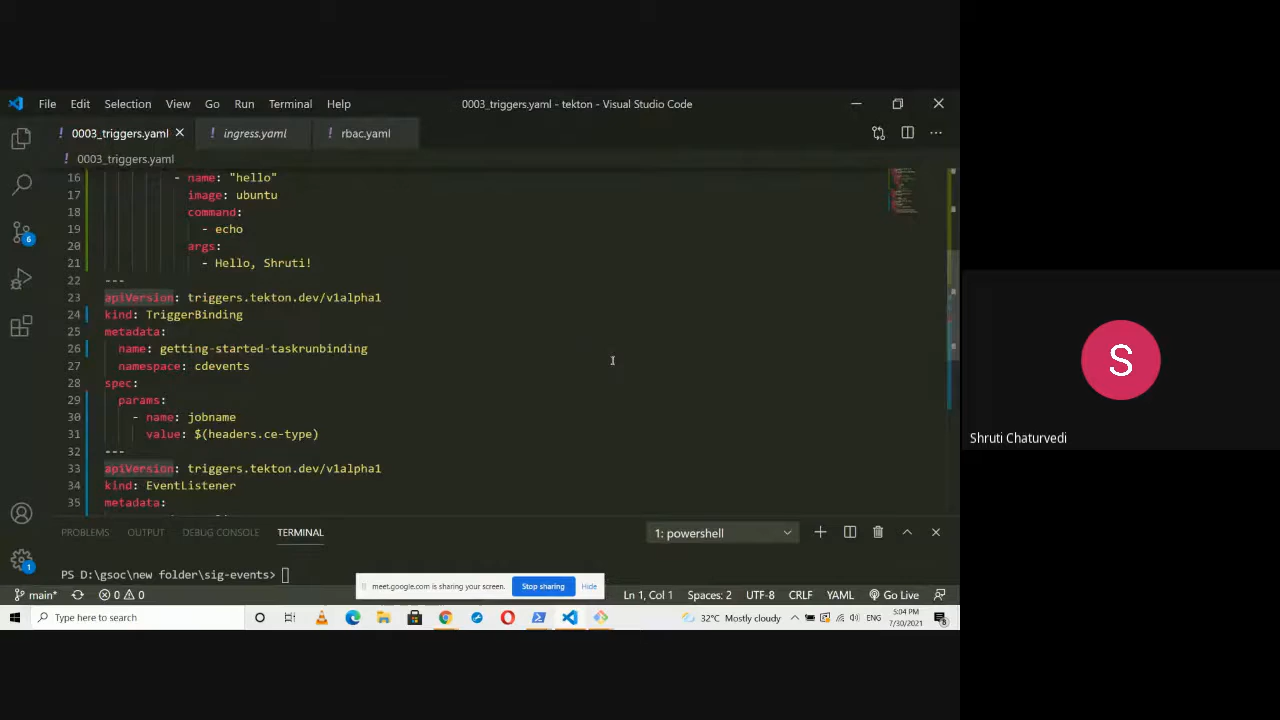 File Edit Selection View Go Run Terminal Help 0003_triggers.yaml - tekton - Visual Studio Code
! 0003_triggers.yaml ! ingress.yaml ! rbac.yaml
! 0003_triggers.yaml
16 - name: "hello"
17 image: ubuntu
18 command:
19 - echo
20 args:
21 - Hello, Shruti!
22 ---
23 apiVersion: triggers.tekton.dev/v1alpha1
24 kind: TriggerBinding
25 metadata:
26 name: getting-started-taskrunbinding
27 namespace: cdevents
28 spec:
29 params:
30 - name: jobname
31 value: $(headers.ce-type)
32 ---
33 apiVersion: triggers.tekton.dev/v1alpha1
34 kind: EventListener
35 metadata:
6
1
PROBLEMS OUTPUT DEBUG CONSOLE TERMINAL 1: powershell
PS D:\gsoc\new folder\sig-events>
meet.google.com is sharing your screen. Stop sharing Hide
main* 0 0 Ln 1, Col 1 Spaces: 2 UTF-8 CRLF YAML Go Live
Type here to search 32°C Mostly cloudy ENG 5:04 PM
7/30/2021
S
Shruti Chaturvedi